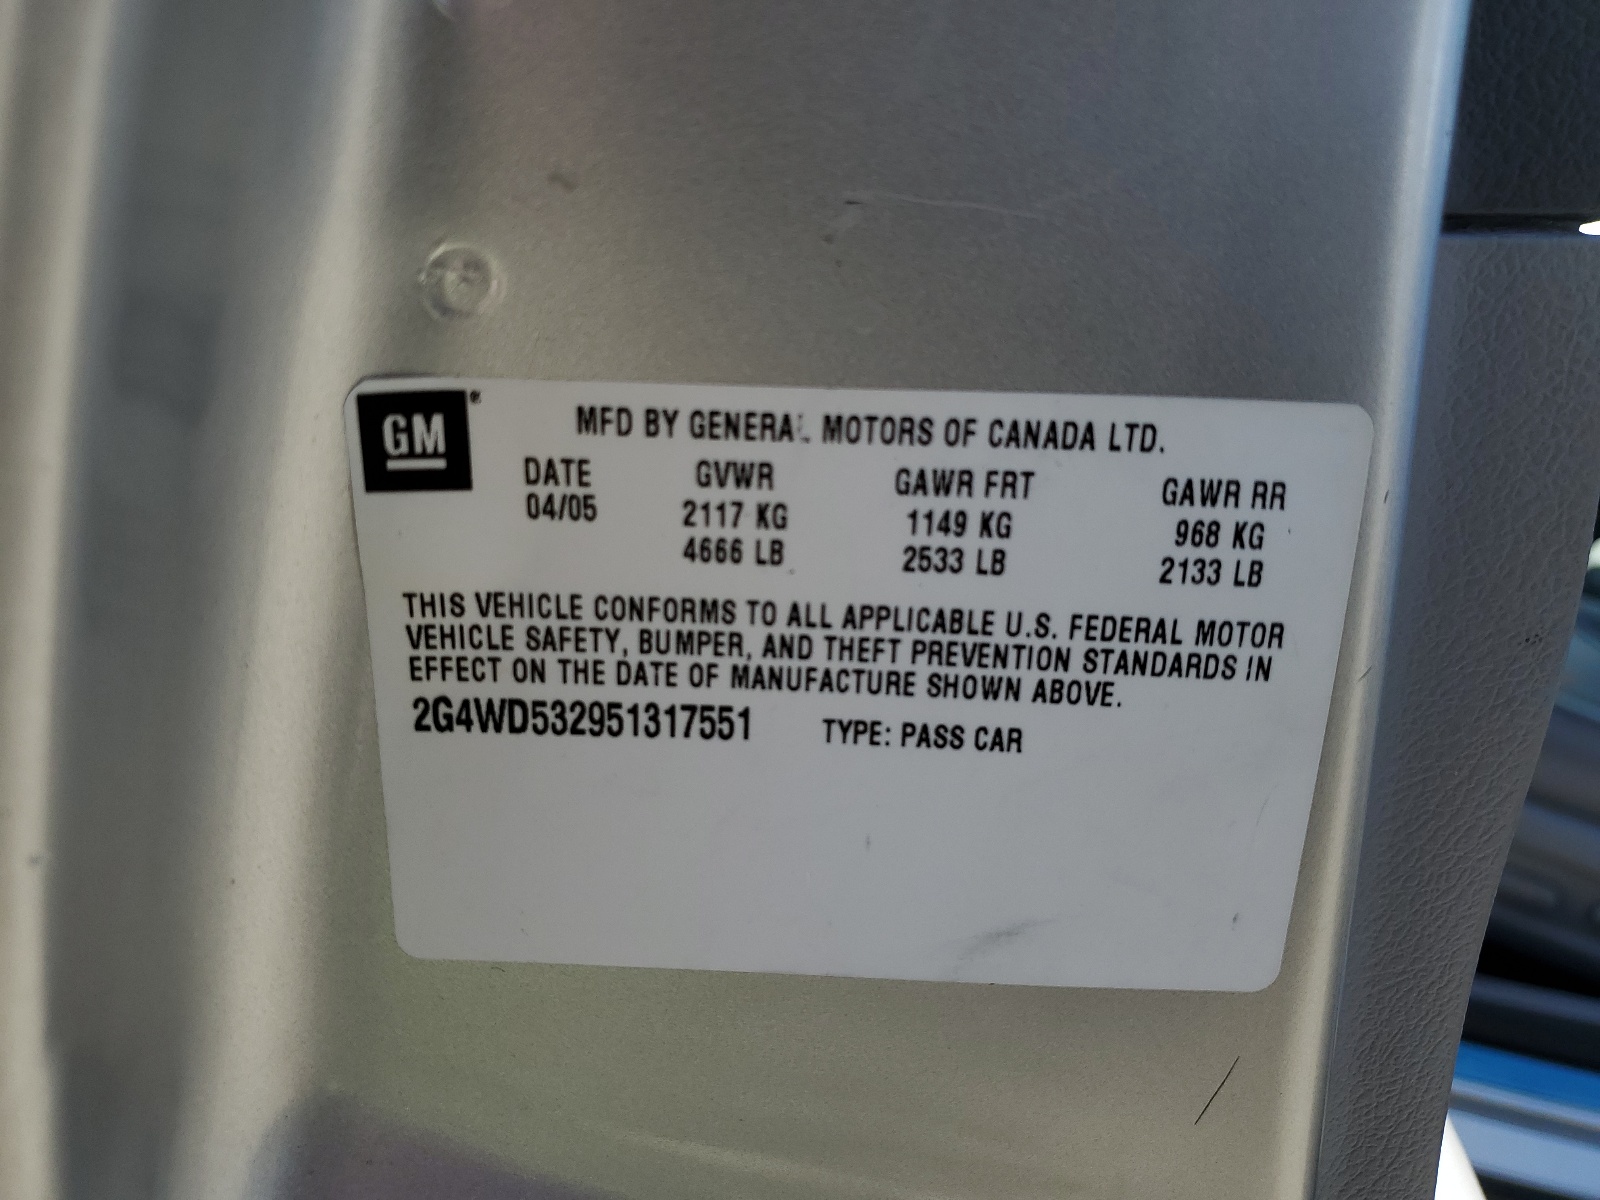 GM®
MFD BY GENERAL MOTORS OF CANADA LTD.
DATE GVWR GAWR FRT GAWR RR
04/05 2117 KG 1149 KG 968 KG
4666 LB 2533 LB 2133 LB
THIS VEHICLE CONFORMS TO ALL APPLICABLE U.S. FEDERAL MOTOR
VEHICLE SAFETY, BUMPER, AND THEFT PREVENTION STANDARDS IN
EFFECT ON THE DATE OF MANUFACTURE SHOWN ABOVE.
2G4WD532951317551 TYPE: PASS CAR